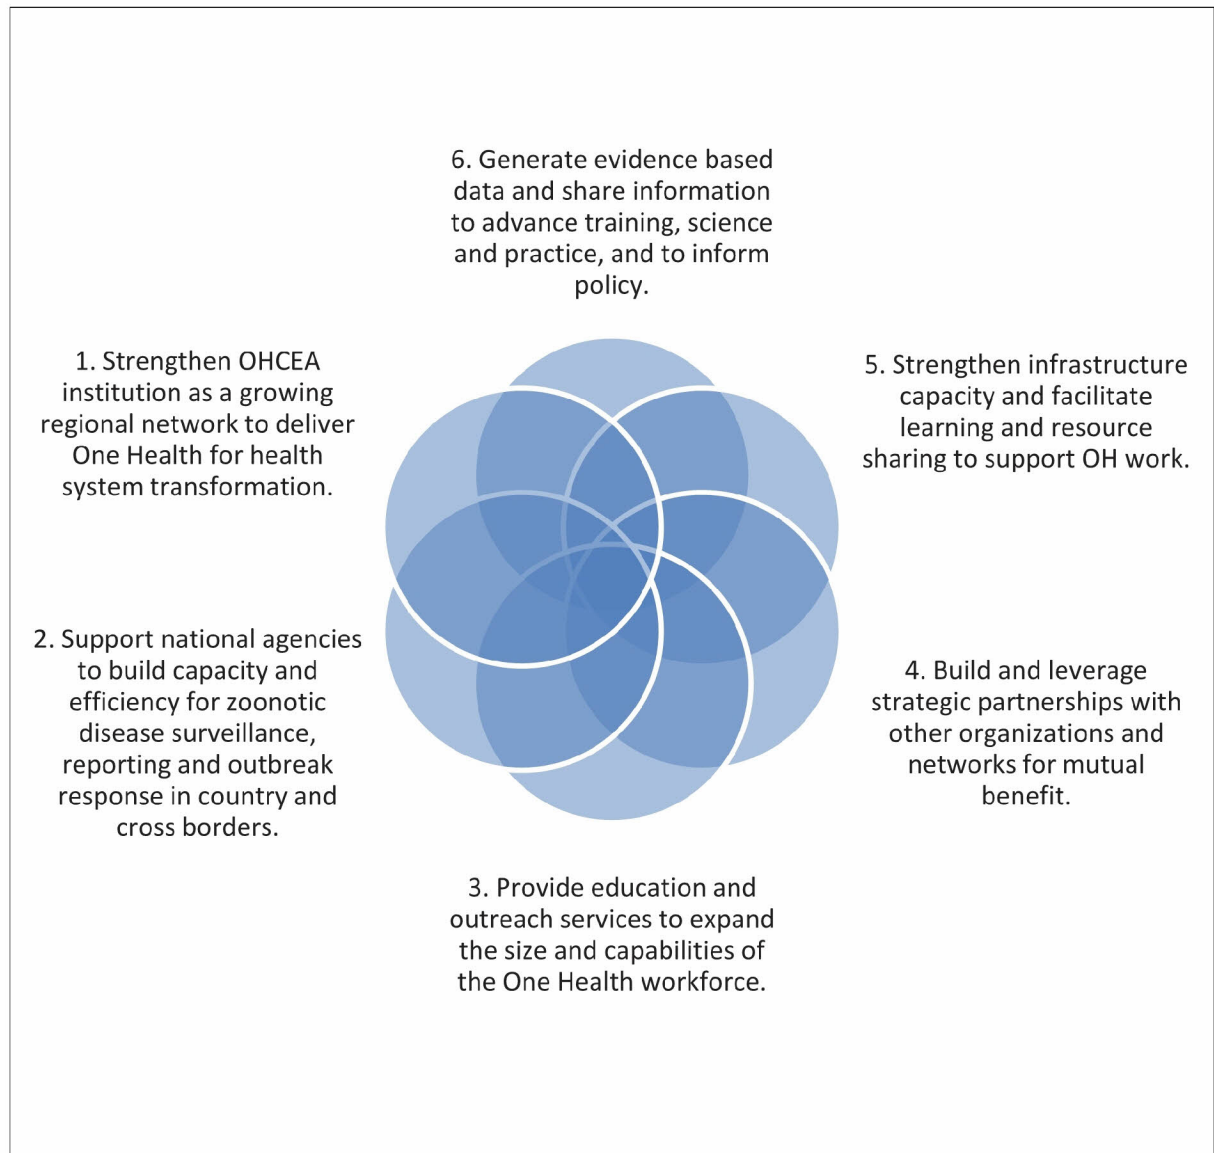 6. Generate evidence based
data and share information
to advance training, science
and practice, and to inform
policy.
1. Strengthen OHCEA
institution as a growing
regional network to deliver
One Health for health
system transformation.
5. Strengthen infrastructure
capacity and facilitate
learning and resource
sharing to support OH work.
2. Support national agencies
to build capacity and
efficiency for zoonotic
disease surveillance,
reporting and outbreak
response in country and
cross borders.
4. Build and leverage
strategic partnerships with
other organizations and
networks for mutual
benefit.
3. Provide education and
outreach services to expand
the size and capabilities of
the One Health workforce.